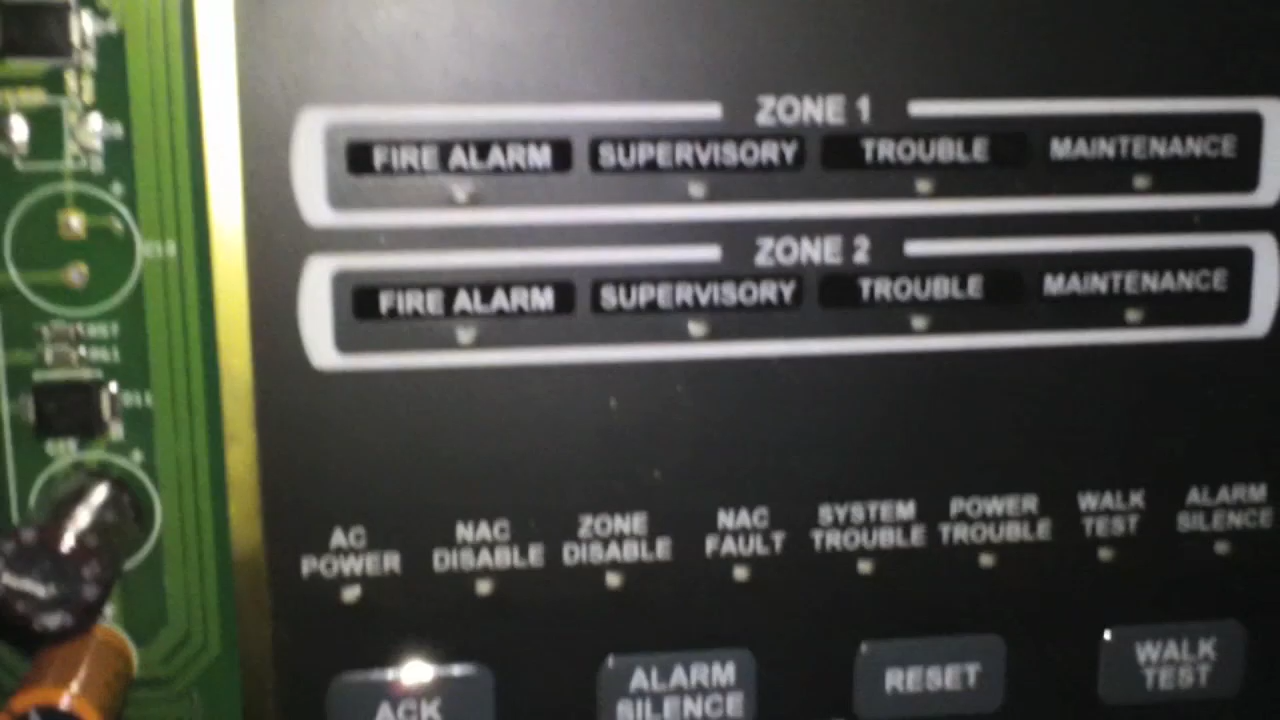 ZONE 1
FIRE ALARM SUPERVISORY TROUBLE MAINTENANCE
ZONE 2
FIRE ALARM SUPERVISORY TROUBLE MAINTENANCE
AC POWER
NAC DISABLE
ZONE DISABLE
NAC FAULT
SYSTEM TROUBLE
POWER TROUBLE
WALK TEST
ALARM SILENCE
ACK
ALARM SILENCE
RESET
WALK TEST